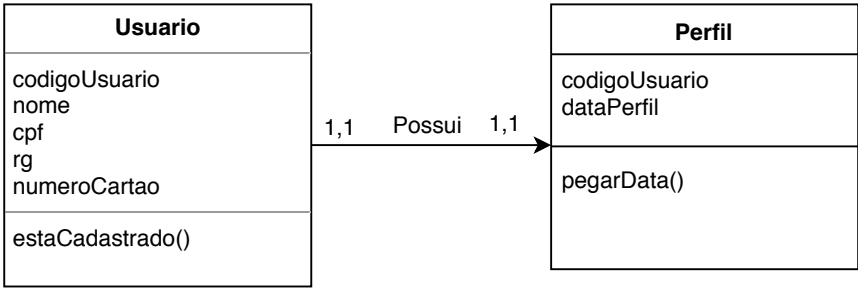 Usuario
codigoUsuario
nome
cpf
rg
numeroCartao
estaCadastrado()
1,1 Possui 1,1
Perfil
codigoUsuario
dataPerfil
pegarData()